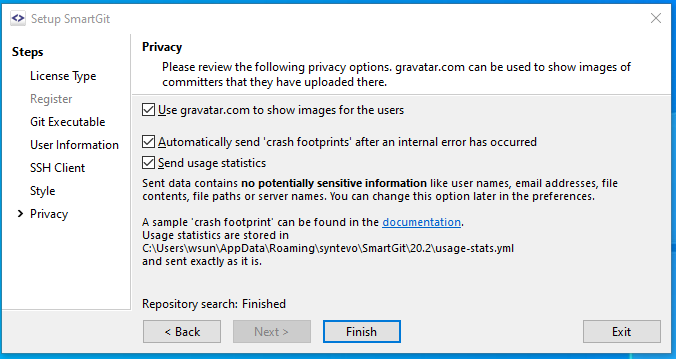 Setup SmartGit
Steps
License Type
Register
Git Executable
User Information
SSH Client
Style
Privacy
Privacy
Please review the following privacy options. gravatar.com can be used to show images of
committers that they have uploaded there.
Use gravatar.com to show images for the users
Automatically send 'crash footprints' after an internal error has occurred
Send usage statistics
Sent data contains no potentially sensitive information like user names, email addresses, file
contents, file paths or server names. You can change this option later in the preferences.
A sample 'crash footprint' can be found in the documentation.
Usage statistics are stored in
C:\Users\wsun\AppData\Roaming\syntevo\SmartGit\20.2\usage-stats.yml
and sent exactly as it is.
Repository search: Finished
< Back
Next >
Finish
Exit